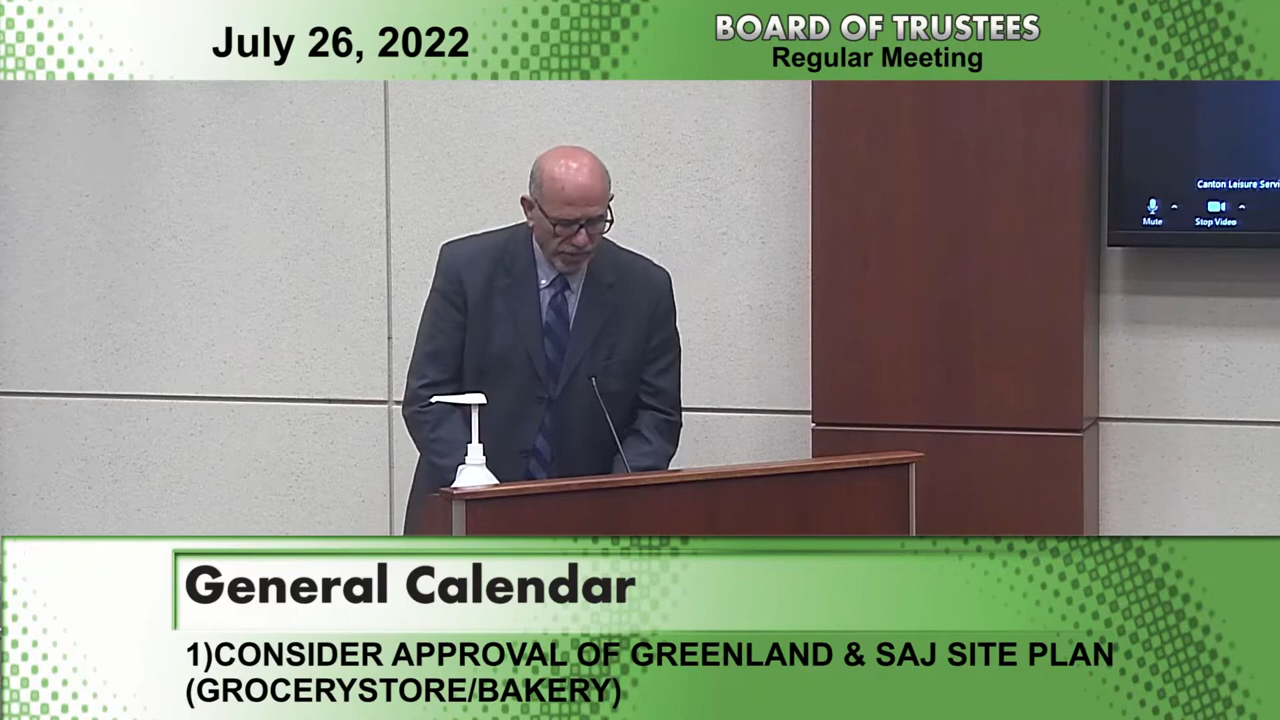 July 26, 2022
BOARD OF TRUSTEES
Regular Meeting
Canton Leisure Servi
Mute
Stop Video
General Calendar
1)CONSIDER APPROVAL OF GREENLAND & SAJ SITE PLAN
(GROCERYSTORE/BAKERY)